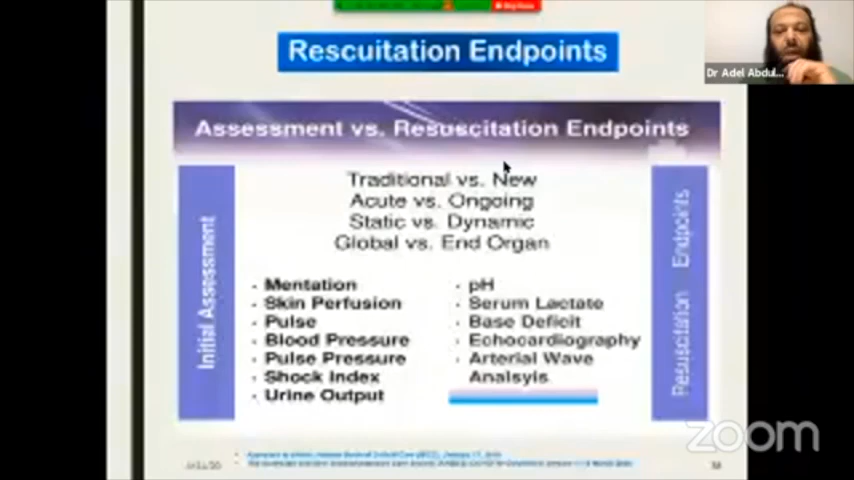 Rescuitation Endpoints
Dr Adel Abdul...
Assessment vs. Resuscitation Endpoints
Traditional vs. New
Acute vs. Ongoing
Static vs. Dynamic
Global vs. End Organ
Initial Assessment
• Mentation
• Skin Perfusion
• Pulse
• Blood Pressure
• Pulse Pressure
• Shock Index
• Urine Output
• pH
• Serum Lactate
• Base Deficit
• Echocardiography
• Arterial Wave
Analsyis
Resuscitation Endpoints
zoom